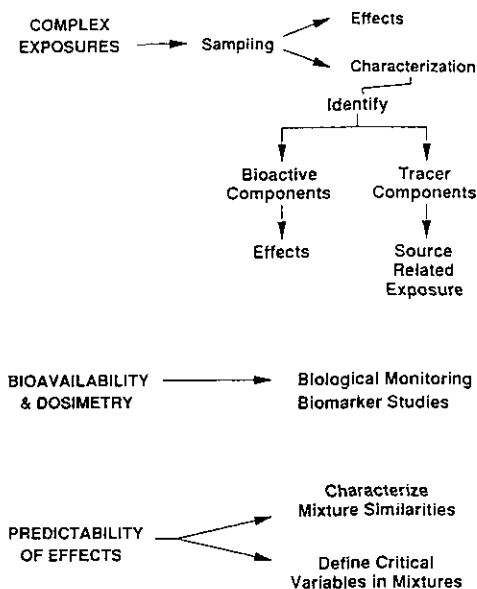 COMPLEX
EXPOSURES
Sampling
Effects
Characterization
Identify
Bioactive
Components
Tracer
Components
Effects
Source
Related
Exposure
BIOAVAILABILITY
& DOSIMETRY
Biological Monitoring
Biomarker Studies
PREDICTABILITY
OF EFFECTS
Characterize
Mixture Similarities
Define Critical
Variables in Mixtures